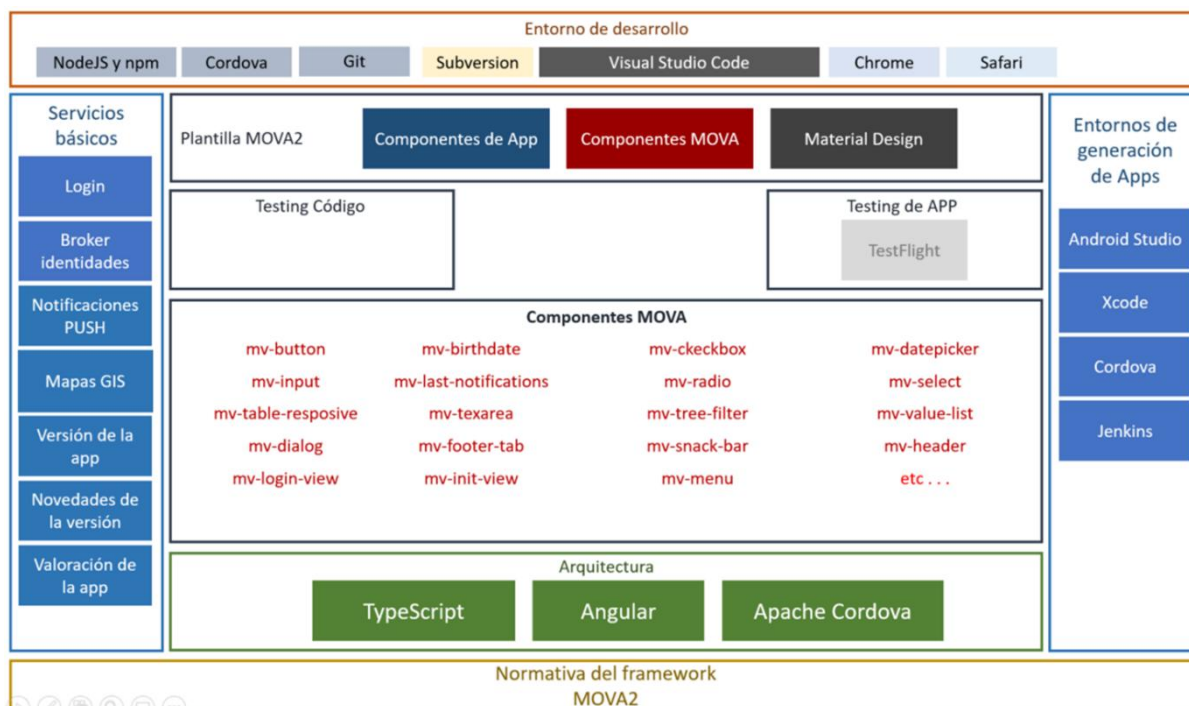 Entorno de desarrollo
NodeJS y npm
Cordova
Git
Subversion
Visual Studio Code
Chrome
Safari
Servicios
básicos
Login
Broker
identidades
Notificaciones
PUSH
Mapas GIS
Versión de la
app
Novedades de
la versión
Valoración de
la app
Plantilla MOVA2
Componentes de App
Componentes MOVA
Material Design
Testing Código
Testing de APP
TestFlight
Componentes MOVA
mv-button
mv-birthdate
mv-ckeckbox
mv-datepicker
mv-input
mv-last-notifications
mv-radio
mv-select
mv-table-resposive
mv-texarea
mv-tree-filter
mv-value-list
mv-dialog
mv-footer-tab
mv-snack-bar
mv-header
mv-login-view
mv-init-view
mv-menu
etc . . .
Arquitectura
TypeScript
Angular
Apache Cordova
Entornos de
generación
de Apps
Android Studio
Xcode
Cordova
Jenkins
Normativa del framework
MOVA2